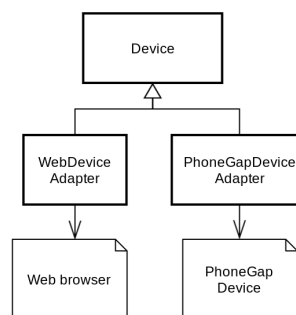 Device
WebDevice
Adapter
PhoneGapDevice
Adapter
Web browser
PhoneGap
Device